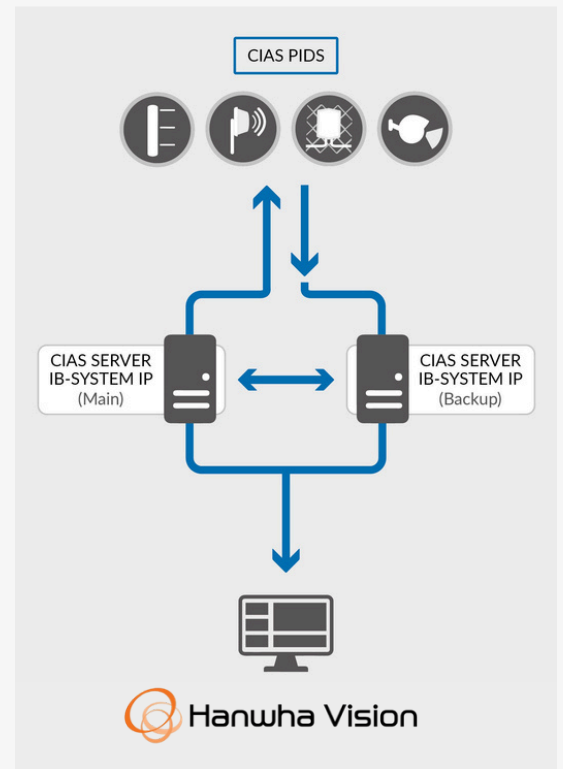 CIAS PIDS
CIAS SERVER
IB-SYSTEM IP
(Main)
CIAS SERVER
IB-SYSTEM IP
(Backup)
Hanwha Vision